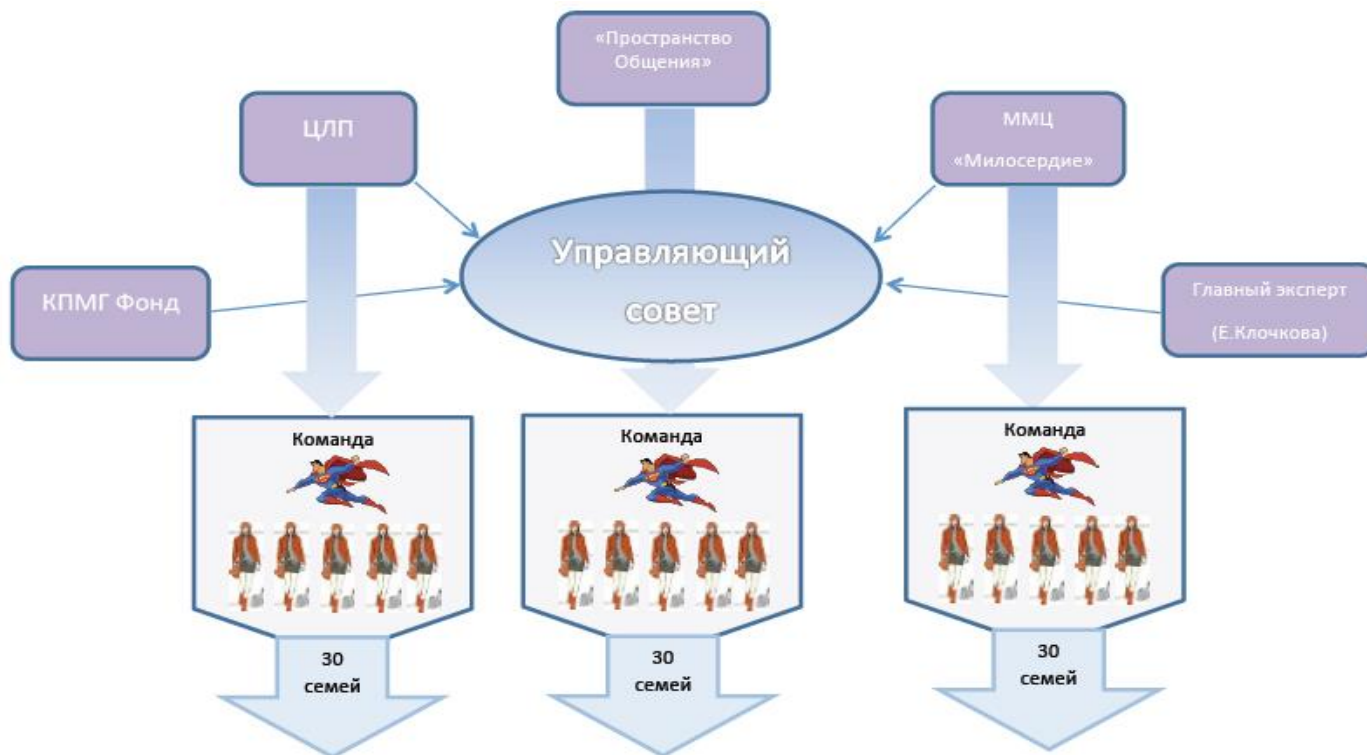 «Пространство
Общения»
ЦЛП
ММЦ
«Милосердие»
Управляющий
совет
КПМГ Фонд
Главный эксперт
(Е.Клочкова)
Команда
Команда
Команда
30
семей
30
семей
30
семей